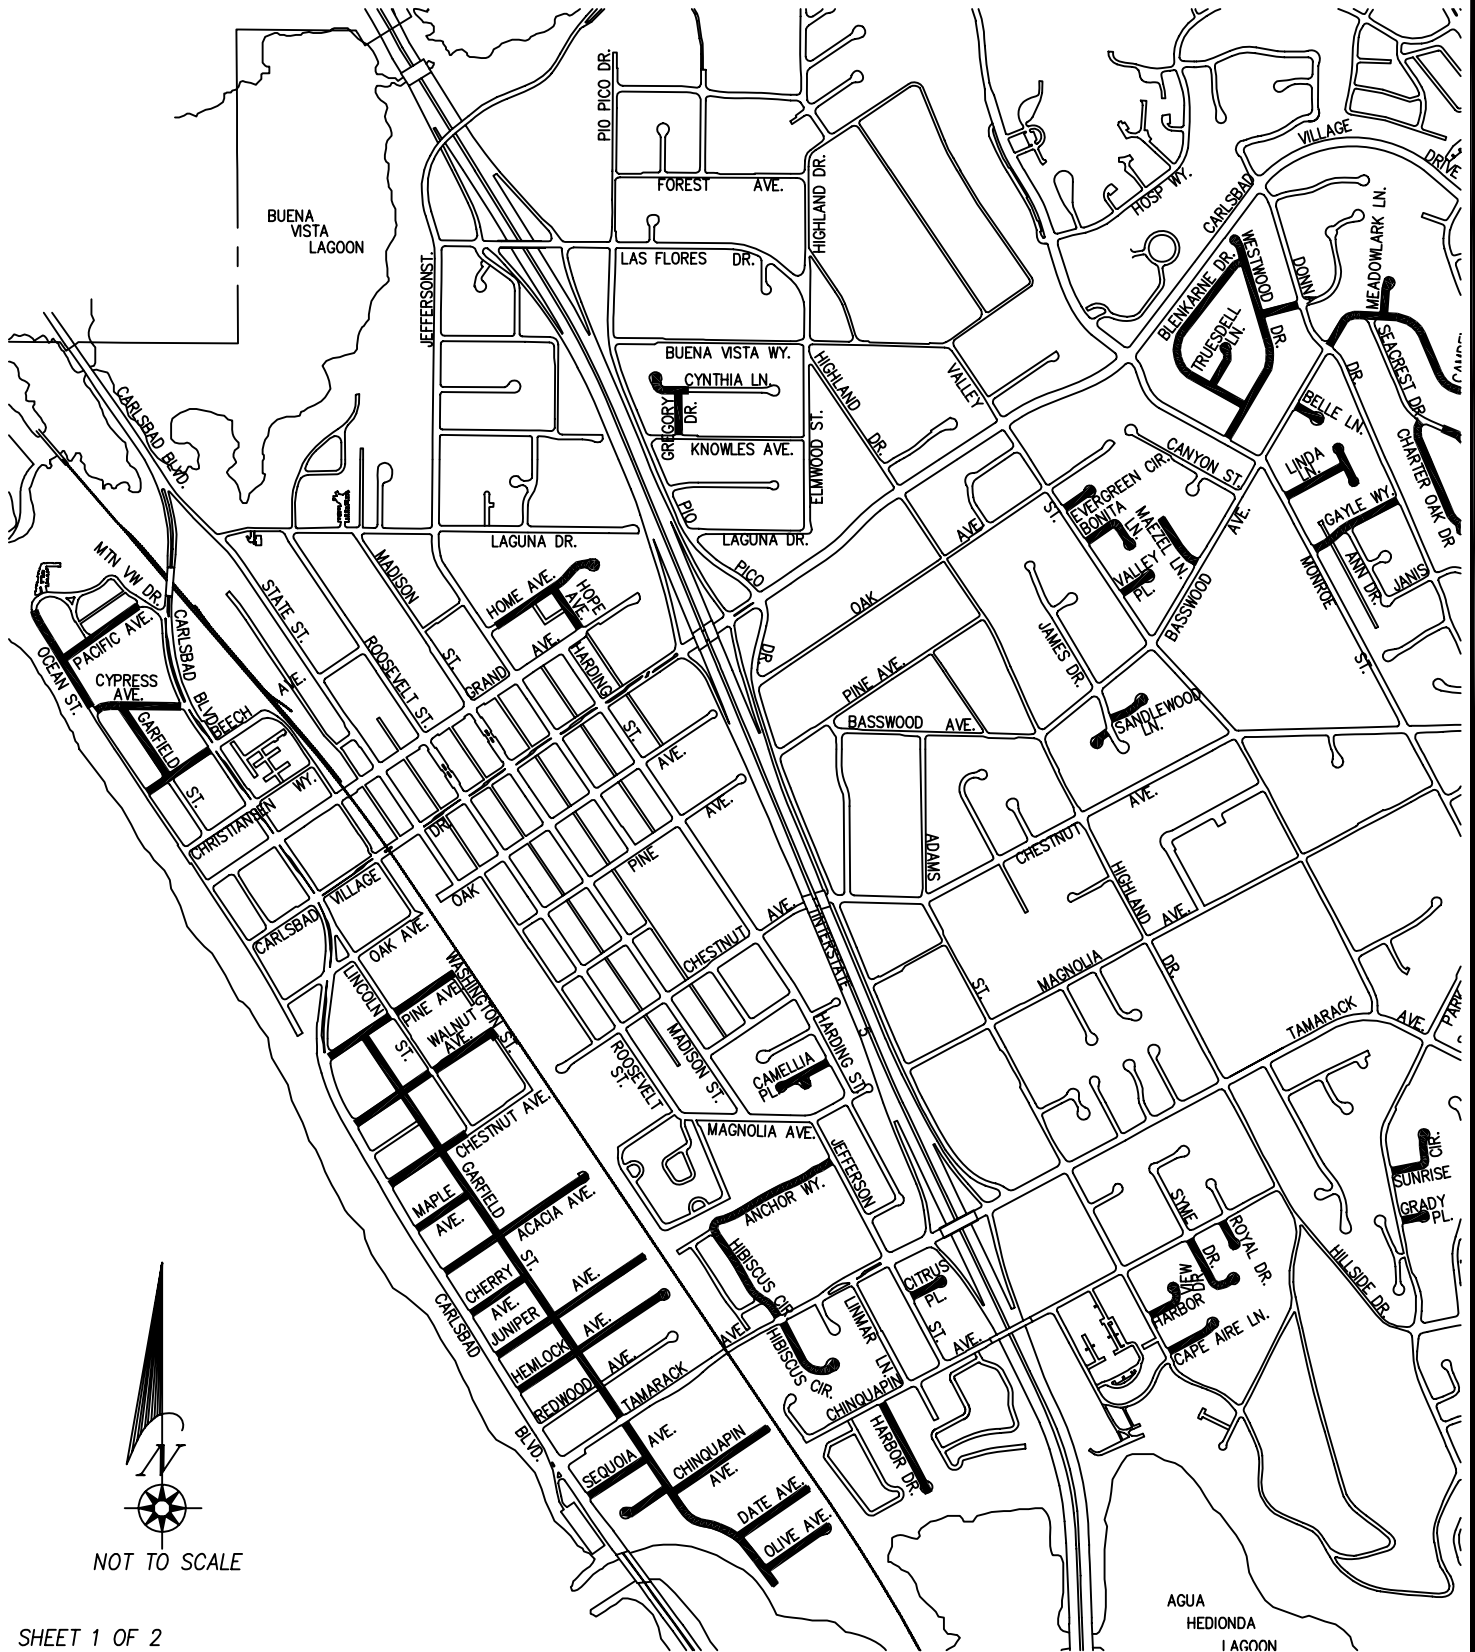 PIO PICO DR.
VILLAGE
DRIVE
FOREST AVE.
HIGHLAND DR.
HOSP WY.
CARLSBAD
BUENA
VISTA
LAGOON
MEADOWLARK LN.
WESTWOOD
DR.
DONNA
DR.
LAS FLORES DR.
JEFFERSONST.
BLENKARNE DR.
TRUESDELL
LN.
SEACREST DR.
BUENA VISTA WY.
CYNTHIA LN.
GREGORY
DR.
HIGHLAND
DR.
VALLEY
ST.
BELLE LN.
KNOWLES AVE.
ELMWOOD ST.
CARLSBAD BLVD.
CANYON ST.
LINDA
LN.
CHARTER OAK DR
EVERGREEN CIR.
BONITA
LN.
MAEZEL LN.
GAYLE WY.
PIO
PICO
DR.
LAGUNA DR.
LAGUNA DR.
AVE.
OAK
VALLEY
PL.
BASSWOOD
AVE.
MONROE
ST.
ANN DR.
JANIS
MTN VW DR.
STATE ST.
MADISON
ST.
HOME AVE.
HOPE
AVE.
PACIFIC AVE.
CARLSBAD
BLVD.
OCEAN ST.
CYPRESS
AVE.
ROOSEVELT ST.
GRAND
AVE.
HARDING
ST.
JAMES DR.
PINE AVE.
GARFIELD
ST.
BEECH
AVE.
BASSWOOD AVE.
SANDLEWOOD
LN.
AVE.
AVE.
CHRISTIANSEN WY.
DR.
ADAMS
ST.
CHESTNUT
AVE.
PINE
OAK
CARLSBAD
VILLAGE
HIGHLAND
DR.
OAK AVE.
CHESTNUT
AVE.
INTERSTATE
5
MAGNOLIA
AVE.
WASHINGTON ST.
LINCOLN
ST.
PINE AVE.
WALNUT
AVE.
TAMARACK
AVE.
PARK
ROOSEVELT
ST.
MADISON ST.
HARDING ST.
CAMELLIA
PL.
CHESTNUT AVE.
MAGNOLIA AVE.
JEFFERSON
ST.
MAPLE
AVE.
GARFIELD
ST.
ACACIA AVE.
ANCHOR WY.
SUNRISE
CIR.
GRADY
PL.
SYME
DR.
ROYAL DR.
HIBISCUS CIR.
CHERRY
AVE.
CITRUS
PL.
VIEW
DR.
HARBOR
HILLSIDE DR.
CARLSBAD
BLVD.
JUNIPER
AVE.
HEMLOCK
AVE.
LINMAR
LN.
CAPE AIRE LN.
REDWOOD
AVE.
TAMARACK
AVE.
HIBISCUS CIR.
CHINQUAPIN
AVE.
SEQUOIA
AVE.
CHINQUAPIN
AVE.
HARBOR DR.
DATE AVE.
OLIVE AVE.
N
NOT TO SCALE
AGUA
HEDIONDA
LAGOON
SHEET 1 OF 2